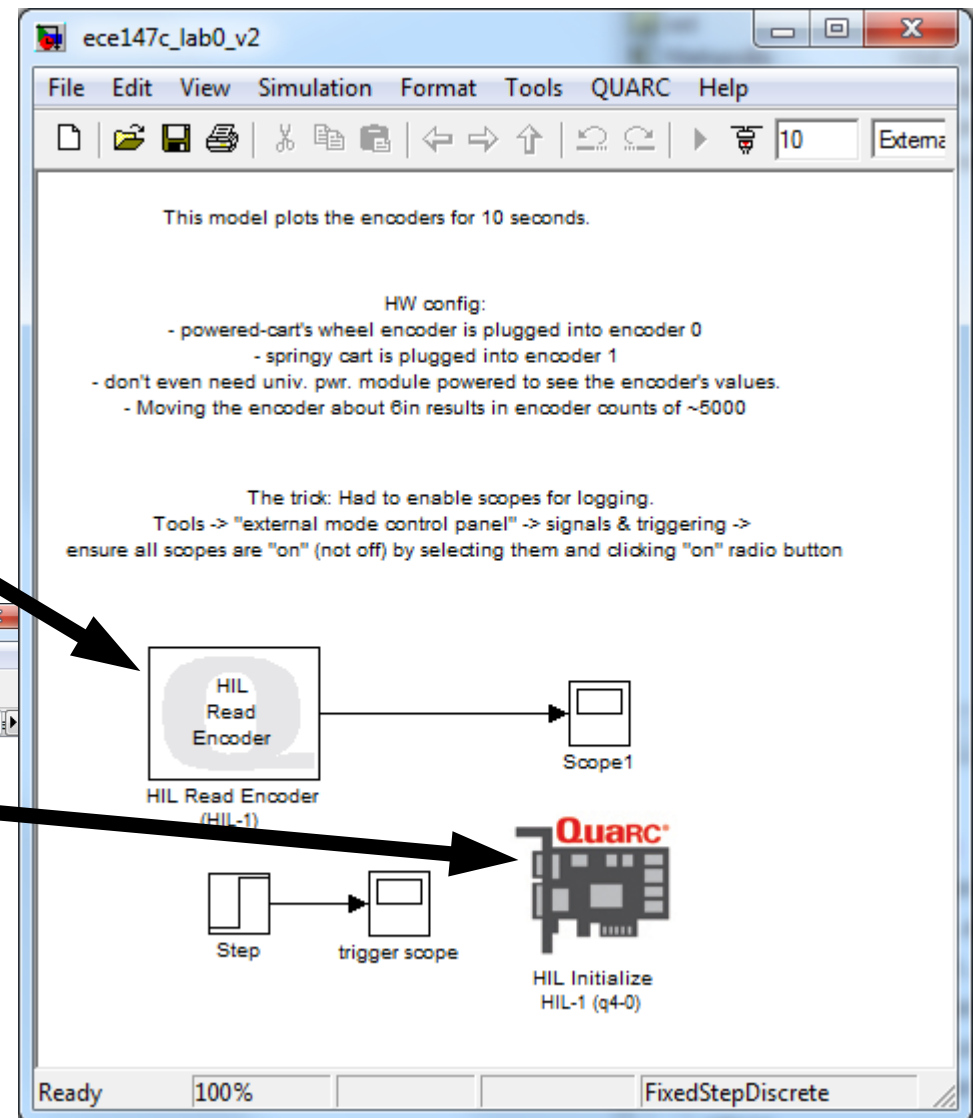 ece147c_lab0_v2
File Edit View Simulation Format Tools QUARC Help
10
Externa
This model plots the encoders for 10 seconds.
HW config:
- powered-cart's wheel encoder is plugged into encoder 0
- springy cart is plugged into encoder 1
- don't even need univ. pwr. module powered to see the encoder's values.
- Moving the encoder about 6in results in encoder counts of ~5000
The trick: Had to enable scopes for logging.
Tools -> "external mode control panel" -> signals & triggering ->
ensure all scopes are "on" (not off) by selecting them and clicking "on" radio button
HIL
Read
Encoder
Scope1
HIL Read Encoder
(HIL-1)
QUARC
Step
trigger scope
HIL Initialize
HIL-1 (q4-0)
Ready
100%
FixedStepDiscrete